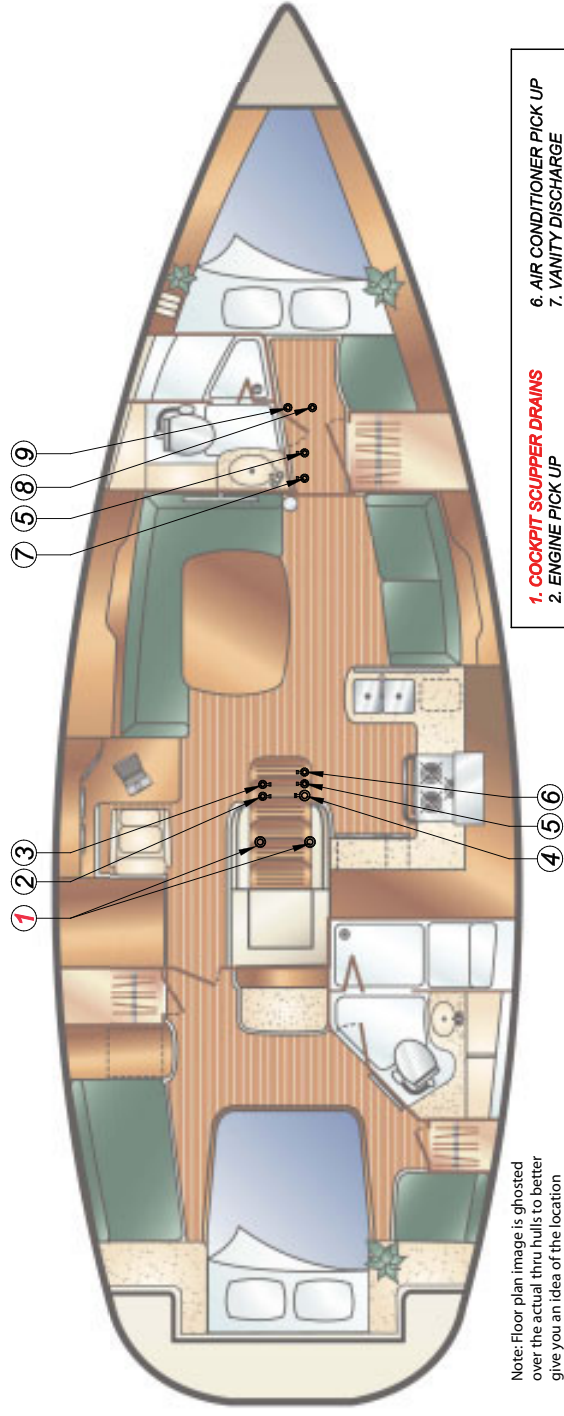 9
8
5
7
3
2
1
6
5
4
1. COCKPIT SCUPPER DRAINS
2. ENGINE PICK UP
6. AIR CONDITIONER PICK UP
7. VANITY DISCHARGE
Note: Floor plan image is ghosted
over the actual thru hulls to better
give you an idea of the location